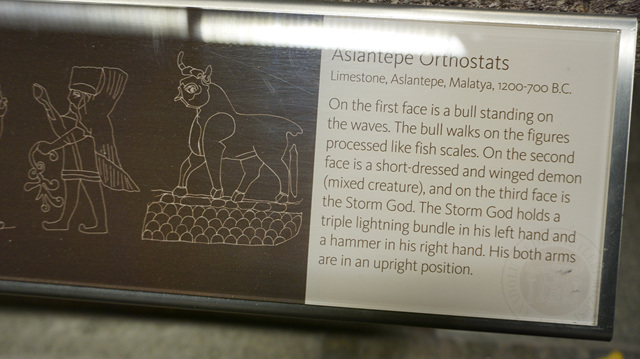 Aslantepe Orthostats
Limestone, Aslantepe, Malatya, 1200-700 B.C.
On the first face is a bull standing on
the waves. The bull walks on the figures
processed like fish scales. On the second
face is a short-dressed and winged demon
(mixed creature), and on the third face is
the Storm God. The Storm God holds a
triple lightning bundle in his left hand and
a hammer in his right hand. His both arms
are in an upright position.